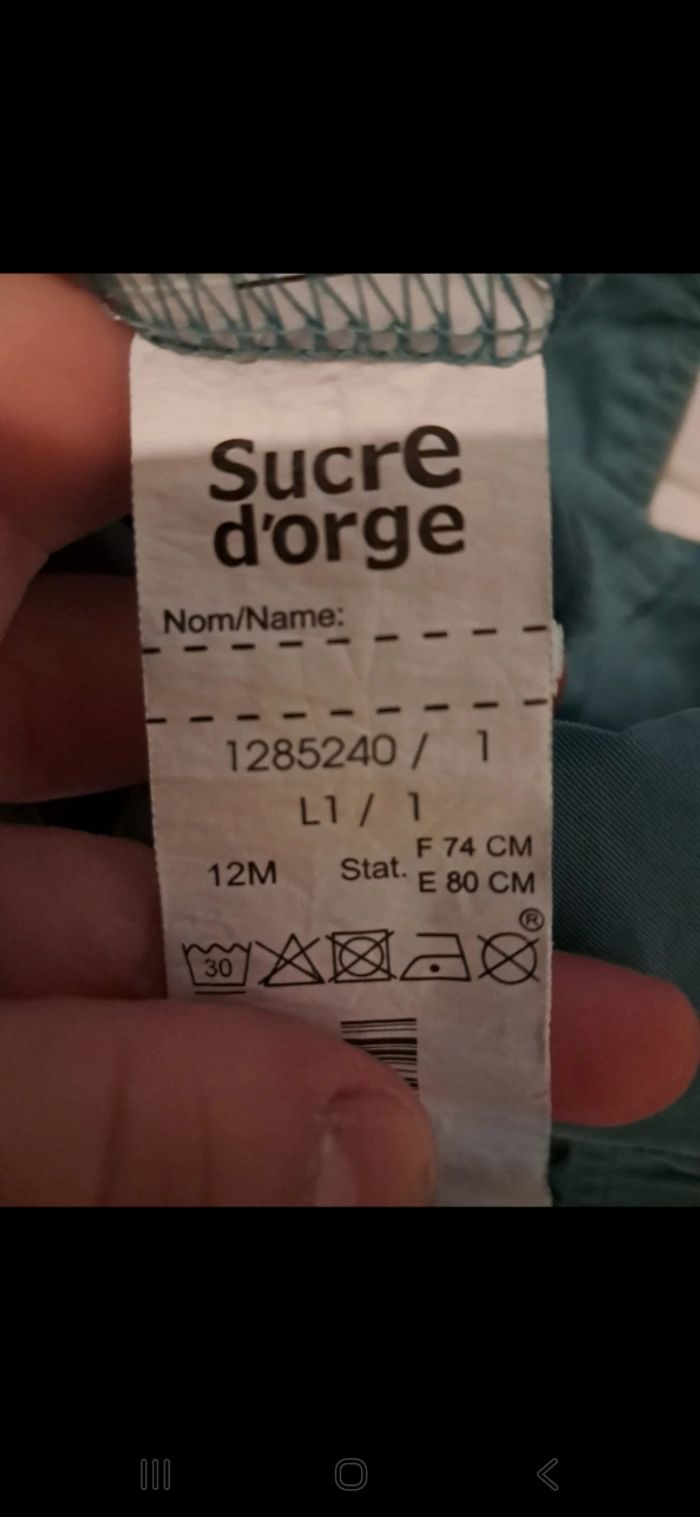 Sucre
d'orge
Nom/Name:
1285240 / 1
L1 / 1
12M Stat. F 74 CM
E 80 CM
®
30